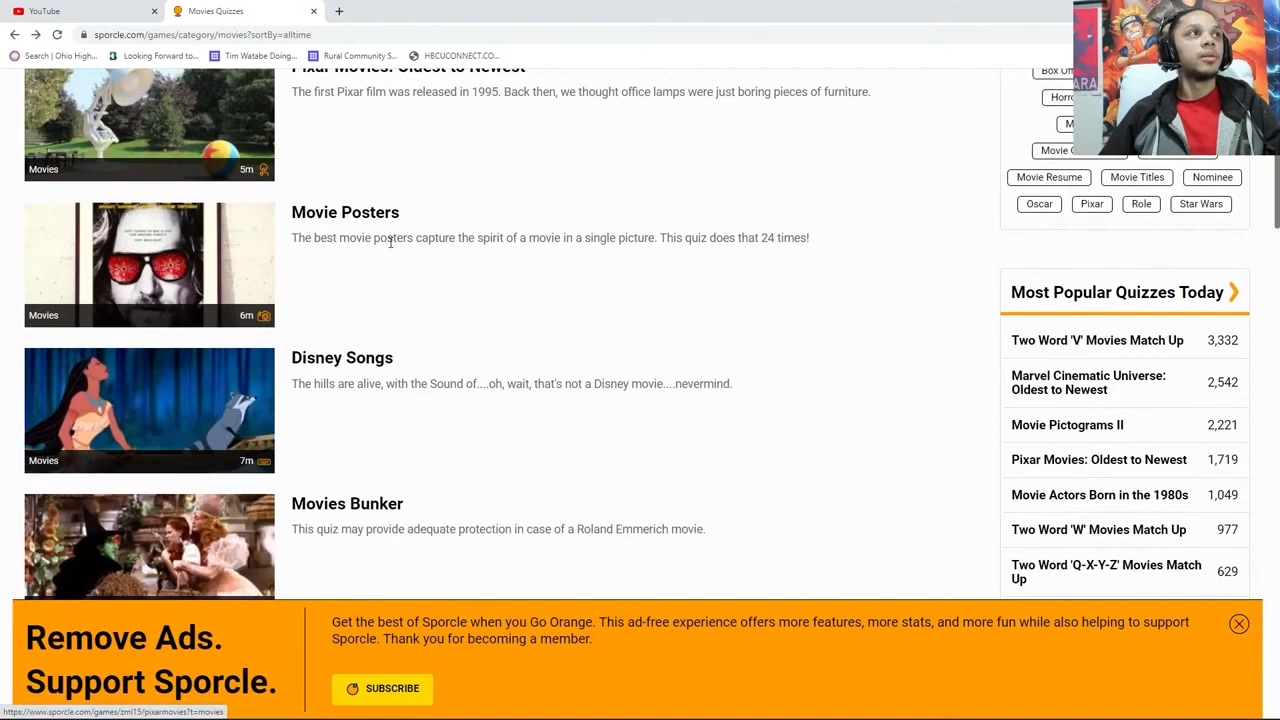 YouTube
Movies Quizzes
sporcle.com/games/category/movies?sortBy=alltime
Search | Ohio High...
Looking Forward to...
Tim Watabe Doing...
Rural Community S...
HBCUCONNECT.CO...
Pixar Movies: Oldest to Newest
The first Pixar film was released in 1995. Back then, we thought office lamps were just boring pieces of furniture.
Movies 5m
Movie Posters
The best movie posters capture the spirit of a movie in a single picture. This quiz does that 24 times!
Movies 6m
Disney Songs
The hills are alive, with the Sound of....oh, wait, that's not a Disney movie....nevermind.
Movies 7m
Movies Bunker
This quiz may provide adequate protection in case of a Roland Emmerich movie.
Box Of
Horro
M
Movie
ARA
Movie Resume Movie Titles Nominee
Oscar Pixar Role Star Wars
Most Popular Quizzes Today
Two Word 'V' Movies Match Up 3,332
Marvel Cinematic Universe: 2,542
Oldest to Newest
Movie Pictograms II 2,221
Pixar Movies: Oldest to Newest 1,719
Movie Actors Born in the 1980s 1,049
Two Word 'W' Movies Match Up 977
Two Word 'Q-X-Y-Z' Movies Match 629
Up
Remove Ads.
Support Sporcle.
Get the best of Sporcle when you Go Orange. This ad-free experience offers more features, more stats, and more fun while also helping to support
Sporcle. Thank you for becoming a member.
SUBSCRIBE
https://www.sporcle.com/games/zml15/pixarmovies?t=movies